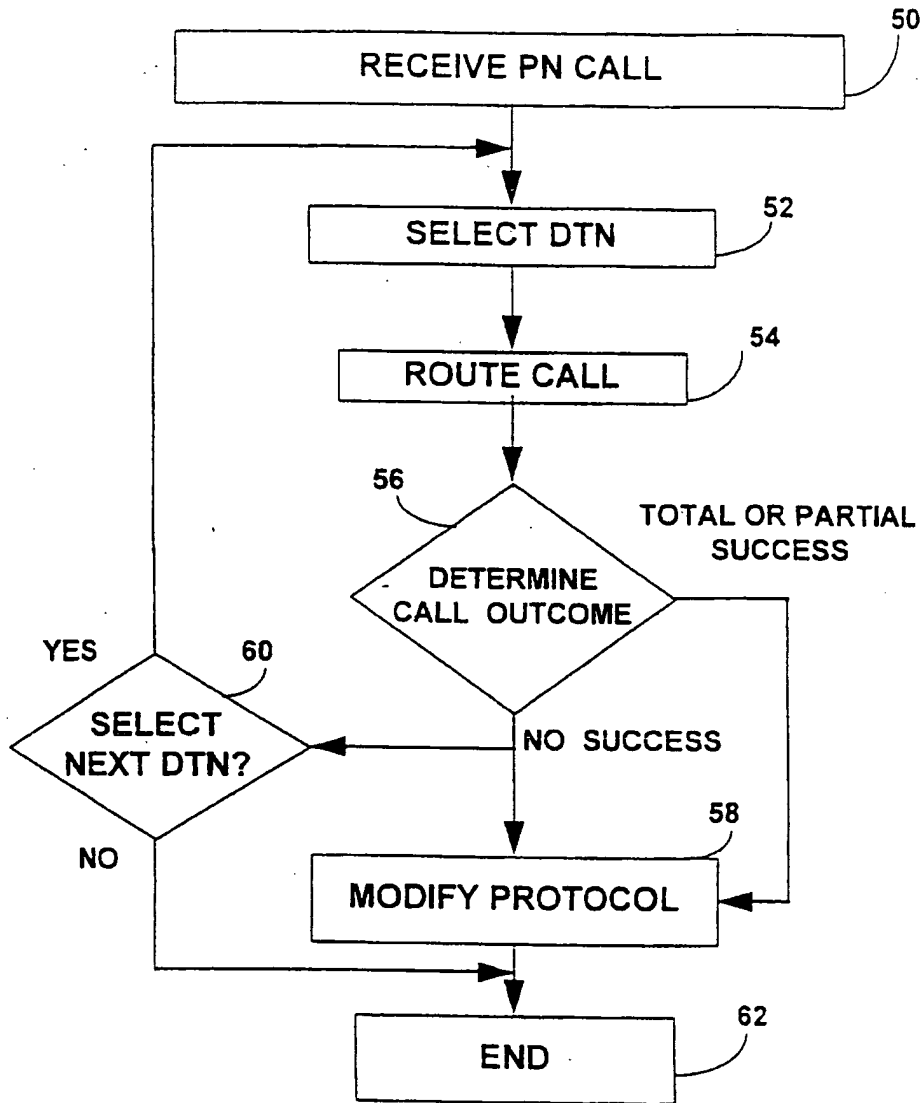 50
RECEIVE PN CALL
52
SELECT DTN
54
ROUTE CALL
56
TOTAL OR PARTIAL
SUCCESS
DETERMINE
CALL OUTCOME
YES
60
SELECT
NEXT DTN?
NO SUCCESS
NO
58
MODIFY PROTOCOL
62
END